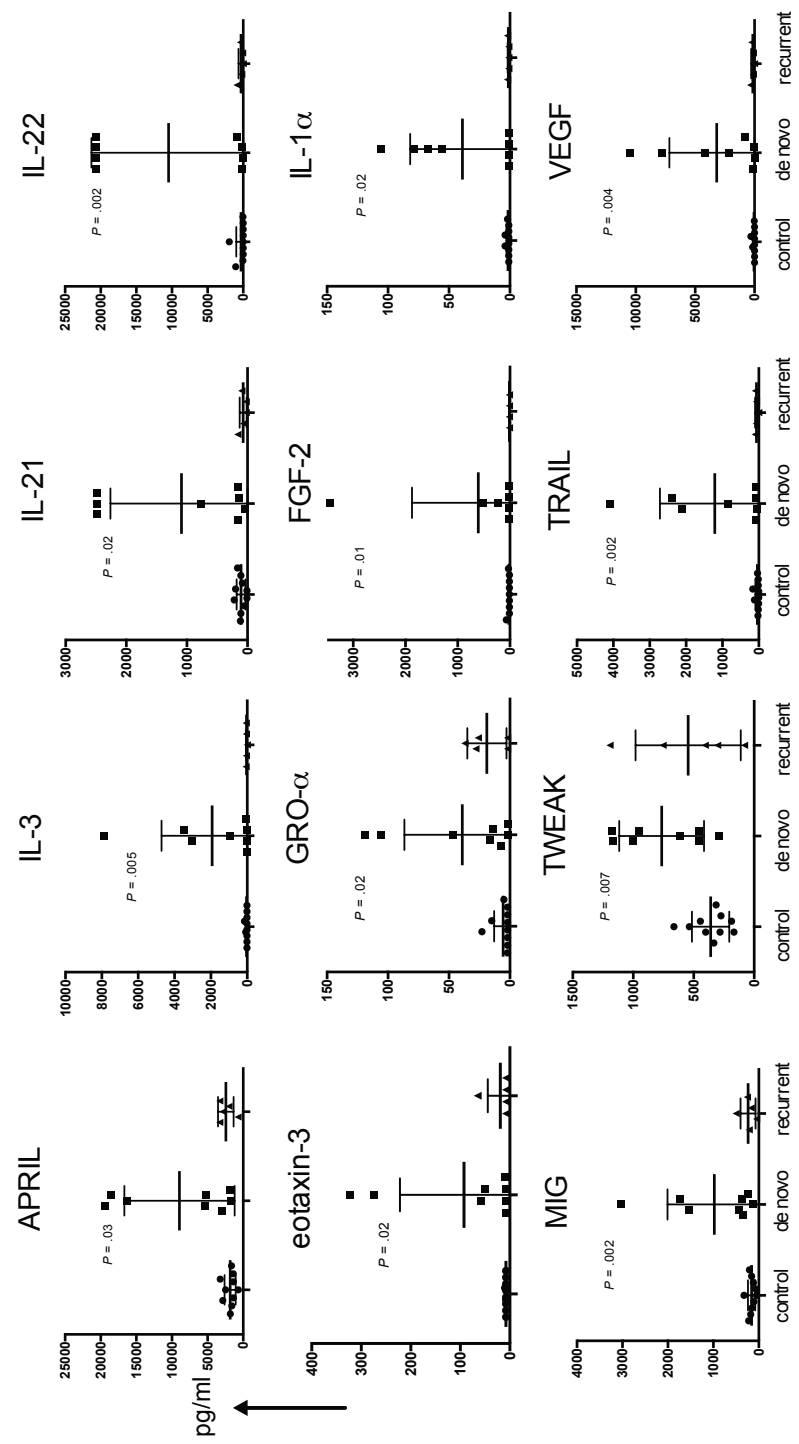 pg/ml
APRIL
25000
20000
15000
10000
5000
0
P = .03
IL-3
10000
8000
6000
4000
2000
0
P = .005
IL-21
3000
2000
1000
0
P = .02
IL-22
25000
20000
15000
10000
5000
0
P = .002
eotaxin-3
400
300
200
100
0
P = .02
GRO-α
150
100
50
0
P = .02
FGF-2
3000
2000
1000
0
P = .01
IL-1α
150
100
50
0
P = .02
MIG
30000
20000
10000
0
P = .002
control de novo recurrent
TWEAK
1500
1000
500
0
P = .007
control de novo recurrent
TRAIL
5000
4000
3000
2000
1000
0
P = .002
control de novo recurrent
VEGF
15000
10000
5000
0
P = .004
control de novo recurrent